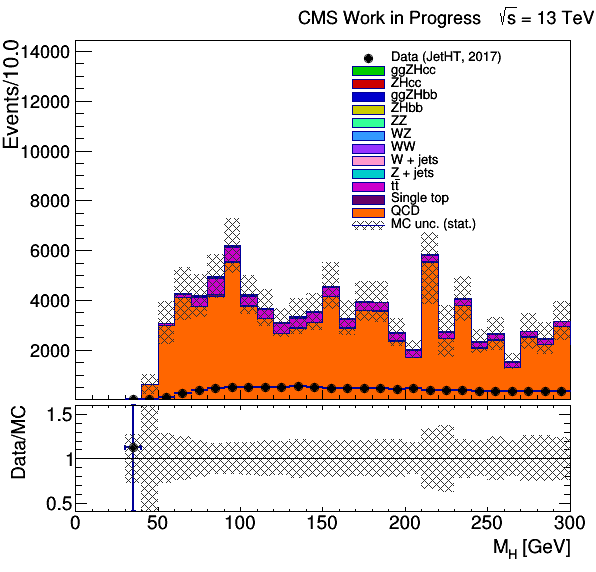 CMS Work in Progress √s = 13 TeV
Events/10.0
14000
12000
10000
8000
6000
4000
2000
Data (JetHT, 2017)
ggZHcc
ZHcc
ggZHbb
ZHbb
ZZ
WZ
WW
W + jets
Z + jets
tt̄
Single top
QCD
MC unc. (stat.)
Data/MC
1.5
1
0.5
0 50 100 150 200 250 300
M_H [GeV]